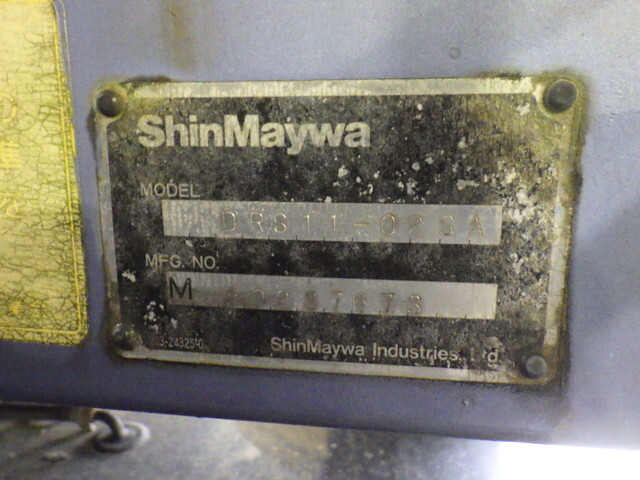 ShinMaywa
MODEL
DRS11-02SA
MFG. NO.
M
ShinMaywa Industries, Ltd.